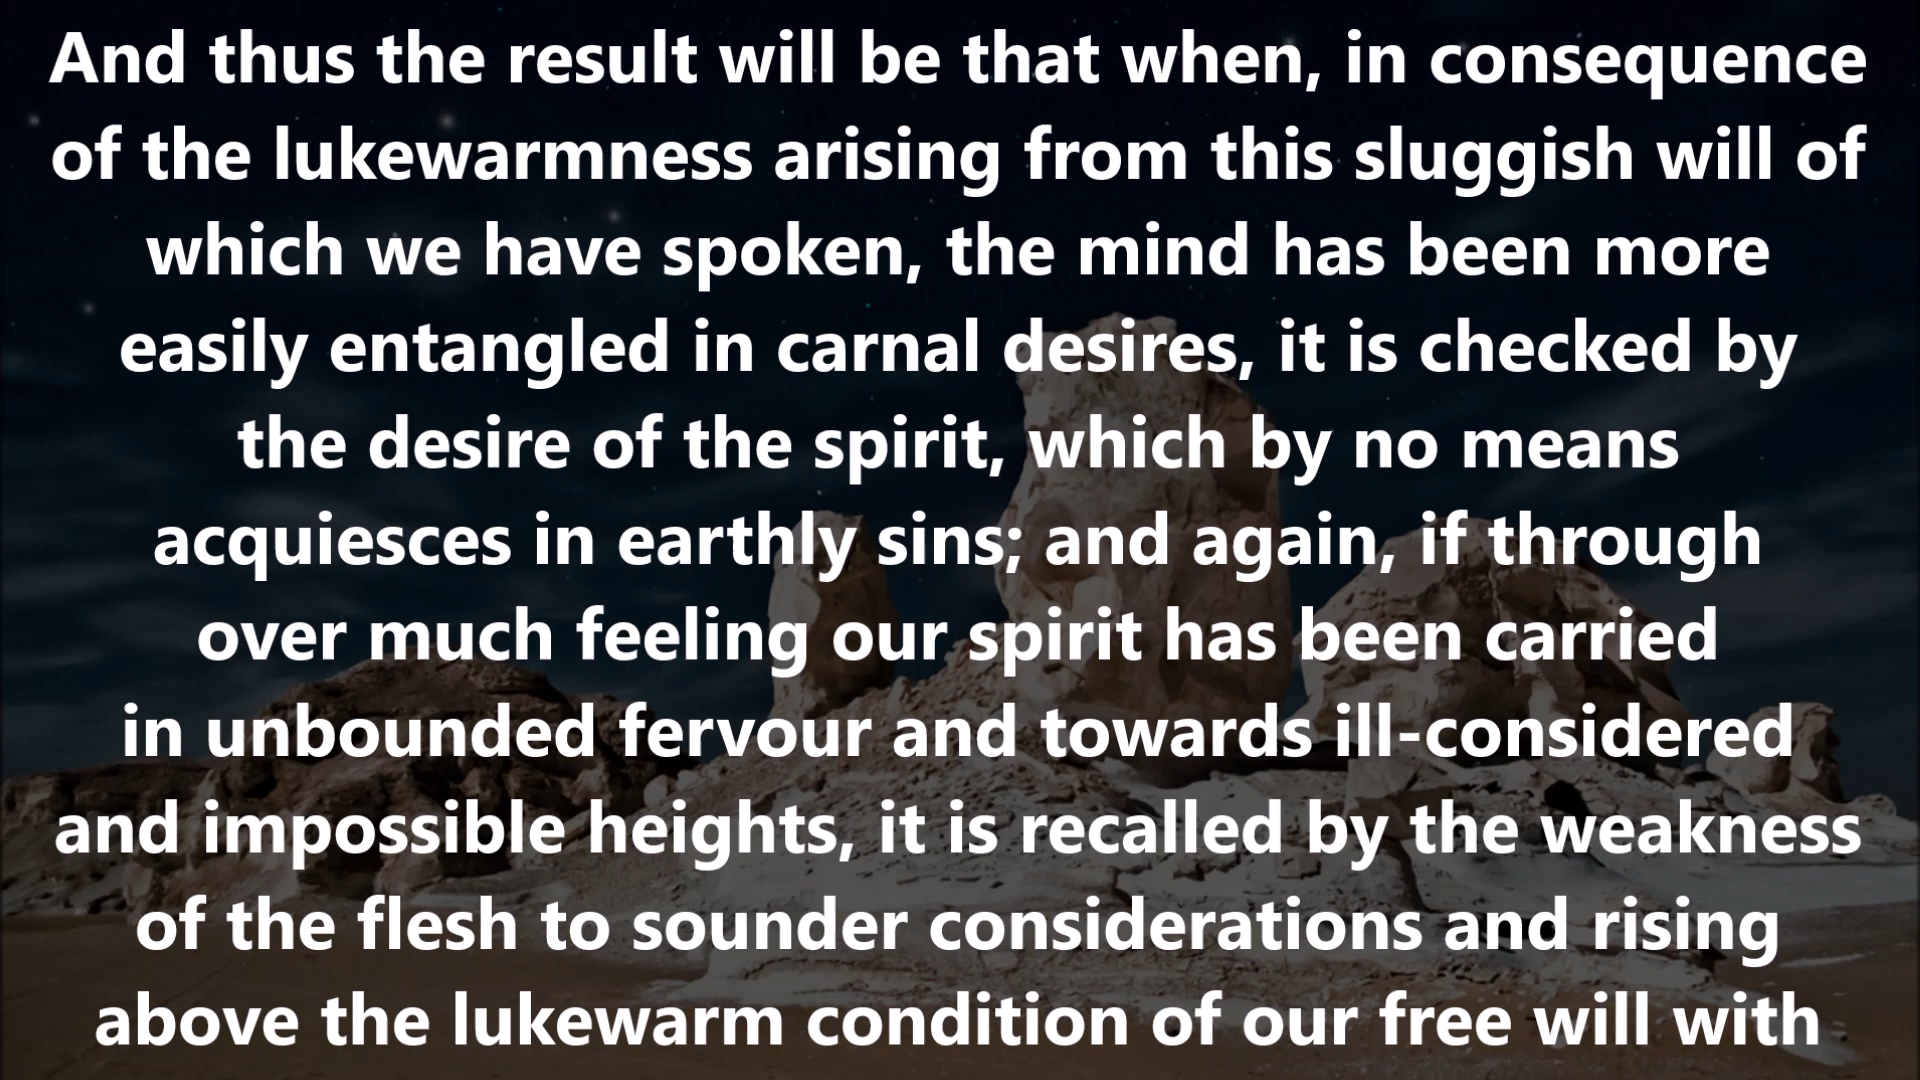 And thus the result will be that when, in consequence
of the lukewarmness arising from this sluggish will of
which we have spoken, the mind has been more
easily entangled in carnal desires, it is checked by
the desire of the spirit, which by no means
acquiesces in earthly sins; and again, if through
over much feeling our spirit has been carried
in unbounded fervour and towards ill-considered
and impossible heights, it is recalled by the weakness
of the flesh to sounder considerations and rising
above the lukewarm condition of our free will with